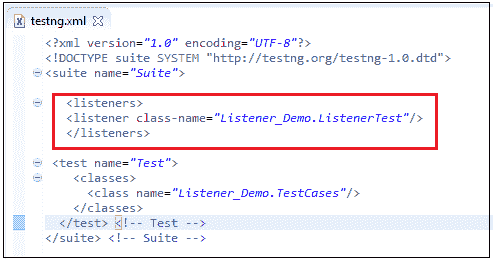 testng.xml
<?xml version="1.0" encoding="UTF-8"?>
<!DOCTYPE suite SYSTEM "http://testng.org/testng-1.0.dtd">
<suite name="Suite">
<listeners>
<listener class-name="Listener_Demo.ListenerTest"/>
</listeners>
<test name="Test">
<classes>
<class name="Listener_Demo.TestCases"/>
</classes>
</test> <!-- Test -->
</suite> <!-- Suite -->